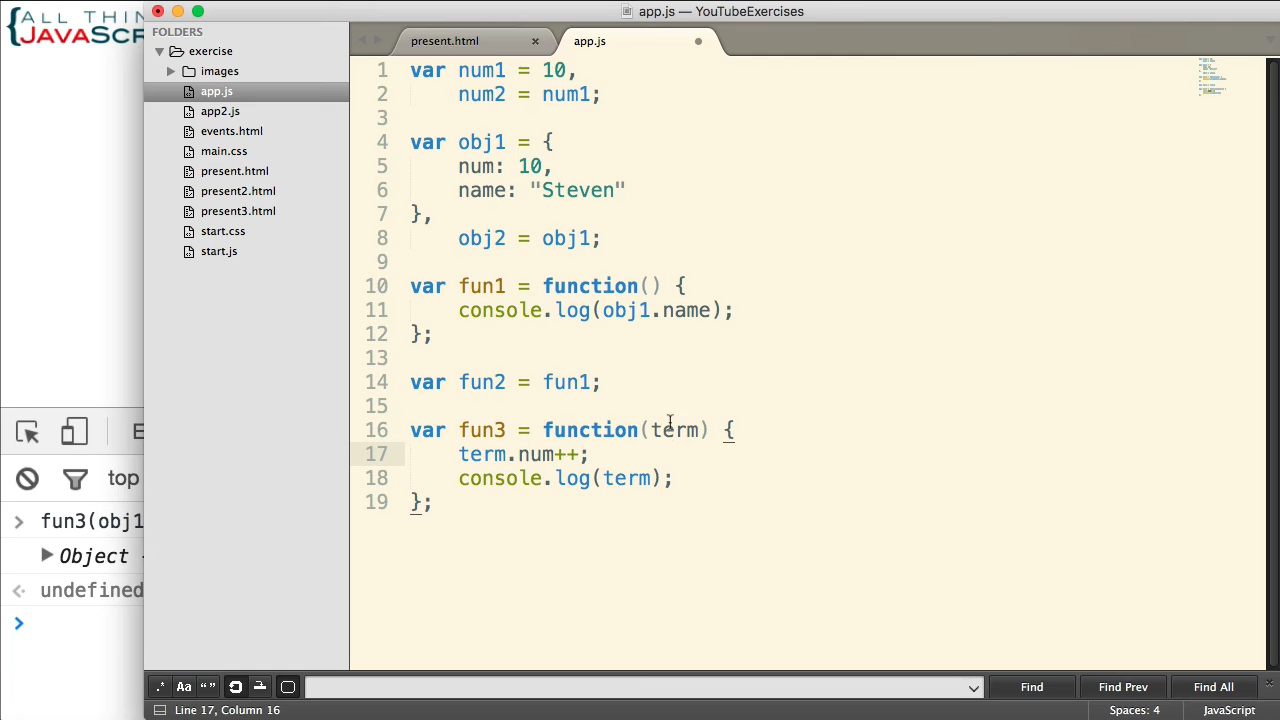 {ALL THIN
JAVASCR
app.js — YouTubeExercises
FOLDERS
exercise
images
app.js
app2.js
events.html
main.css
present.html
present2.html
present3.html
start.css
start.js
present.html × app.js
1 var num1 = 10,
2 num2 = num1;
3
4 var obj1 = {
5 num: 10,
6 name: "Steven"
7 },
8 obj2 = obj1;
9
10 var fun1 = function() {
11 console.log(obj1.name);
12 };
13
14 var fun2 = fun1;
15
16 var fun3 = function(term) {
17 term.num++;
18 console.log(term);
19 };
E
top
> fun3(obj1
Object
undefined
>
.* Aa “ ” Find Find Prev Find All ×
Line 17, Column 16 Spaces: 4 JavaScript